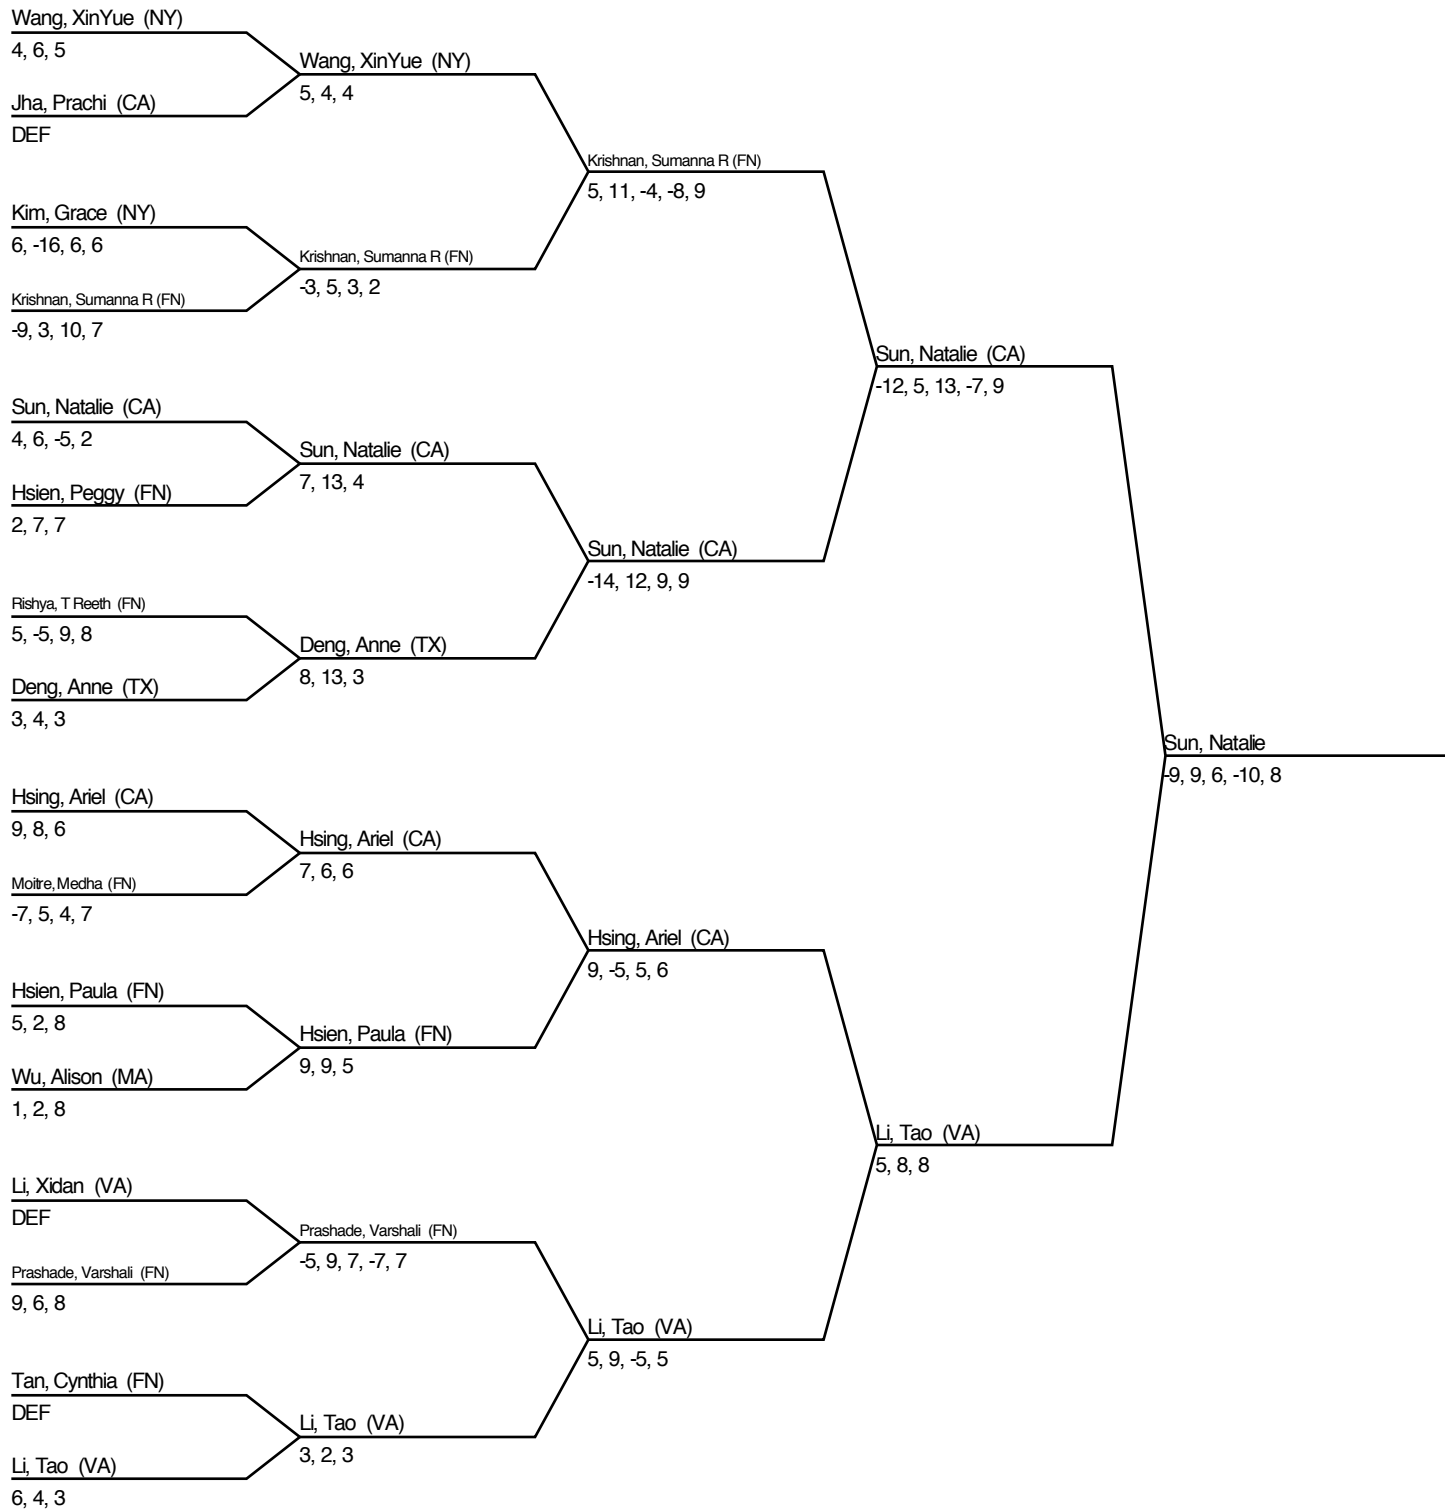 Wang, XinYue (NY)
4, 6, 5
Wang, XinYue (NY)
5, 4, 4
Jha, Prachi (CA)
DEF
Krishnan, Sumanna R (FN)
5, 11, -4, -8, 9
Kim, Grace (NY)
6, -16, 6, 6
Krishnan, Sumanna R (FN)
-3, 5, 3, 2
Krishnan, Sumanna R (FN)
-9, 3, 10, 7
Sun, Natalie (CA)
-12, 5, 13, -7, 9
Sun, Natalie (CA)
4, 6, -5, 2
Sun, Natalie (CA)
7, 13, 4
Hsien, Peggy (FN)
2, 7, 7
Sun, Natalie (CA)
-14, 12, 9, 9
Rishya, T Reeth (FN)
5, -5, 9, 8
Deng, Anne (TX)
8, 13, 3
Deng, Anne (TX)
3, 4, 3
Sun, Natalie
-9, 9, 6, -10, 8
Hsing, Ariel (CA)
9, 8, 6
Hsing, Ariel (CA)
7, 6, 6
Moitre, Medha (FN)
-7, 5, 4, 7
Hsing, Ariel (CA)
9, -5, 5, 6
Hsien, Paula (FN)
5, 2, 8
Hsien, Paula (FN)
9, 9, 5
Wu, Alison (MA)
1, 2, 8
Li, Tao (VA)
5, 8, 8
Li, Xidan (VA)
DEF
Prashade, Varshali (FN)
-5, 9, 7, -7, 7
Prashade, Varshali (FN)
9, 6, 8
Li, Tao (VA)
5, 9, -5, 5
Tan, Cynthia (FN)
DEF
Li, Tao (VA)
3, 2, 3
Li, Tao (VA)
6, 4, 3